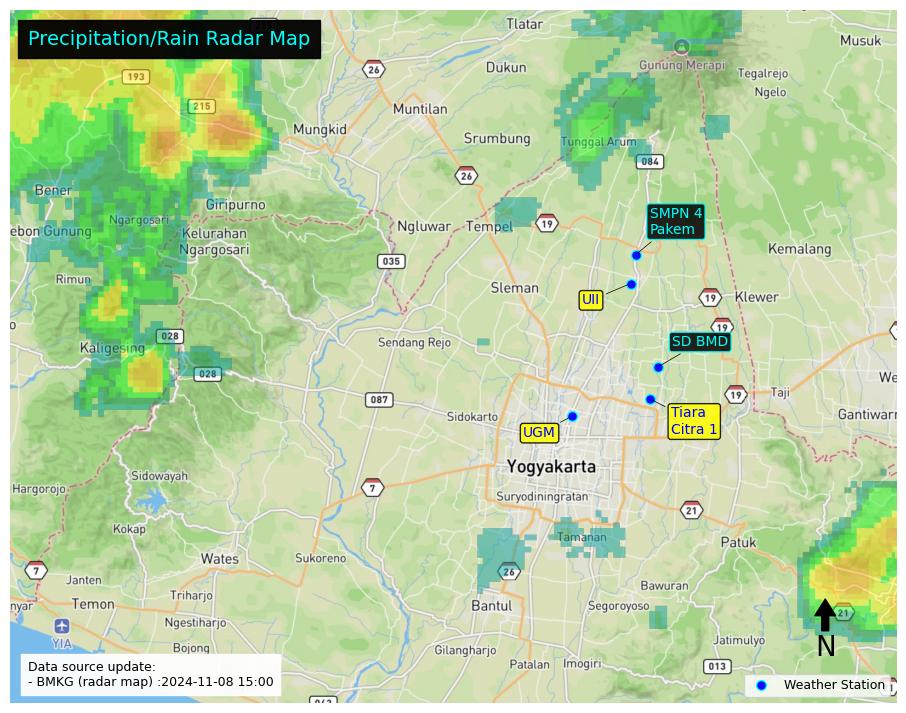 Precipitation/Rain Radar Map
Tlatar
Musuk
26
Dukun
Gunung Merapi
Tegalrejo
193
Ngelo
215
Muntilan
Mungkid
Srumbung
Tunggal Arum
084
26
Bener
Giripurno
SMPN 4
Pakem
Ngargosari
ebon Gunung
Kelurahan
Ngargosari
Ngluwar
Tempel
19
Kemalang
035
Rimun
Sleman
UII
19
Klewer
19
028
Kaligesing
Sendang Rejo
SD BMD
028
We
087
19
Taji
Sidokarto
Tiara
Citra 1
Gantiwarn
UGM
Yogyakarta
Sidowayah
Hargorojo
7
Suryodiningratan
21
Kokap
Tamanan
Patuk
Wates
Sukoreno
7
26
Janten
Bawuran
nyar
Temon
Triharjo
Bantul
Segoroyoso
21
Ngestiharjo
YIA
N
Jatimulyo
Bojong
Gilangharjo
Patalan
Imogiri
013
Data source update:
- BMKG (radar map) :2024-11-08 15:00
Weather Station